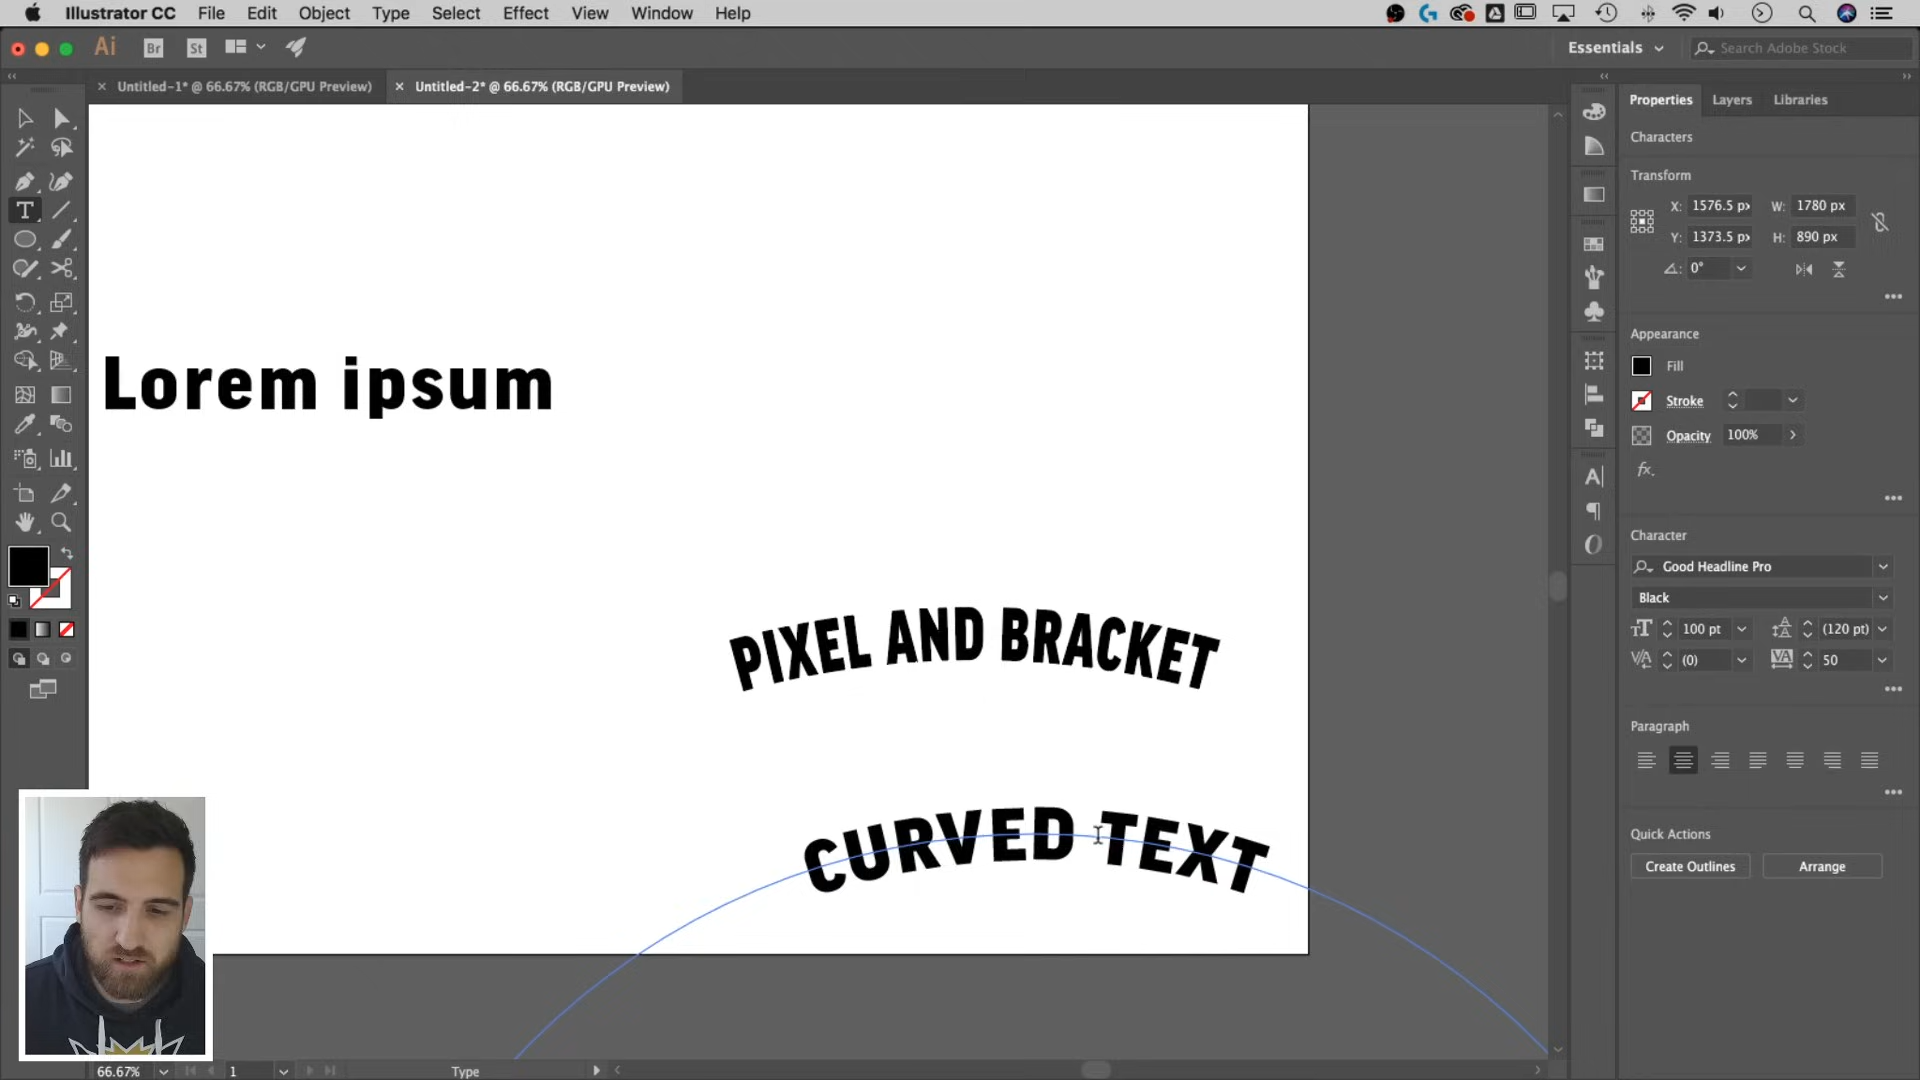 Illustrator CC File Edit Object Type Select Effect View Window Help
Ai Br St Essentials Search Adobe Stock
Untitled-1* @ 66.67% (RGB/GPU Preview) Untitled-2* @ 66.67% (RGB/GPU Preview)
Properties Layers Libraries
Characters
Transform
X: 1576.5 px W: 1780 px
Y: 1373.5 px H: 890 px
0°
Appearance
Fill
Stroke
Opacity 100%
fx.
Character
Good Headline Pro
Black
100 pt (120 pt)
(0) 50
Paragraph
Quick Actions
Create Outlines Arrange
Lorem ipsum
PIXEL AND BRACKET
CURVED TEXT
66.67% 1 Type